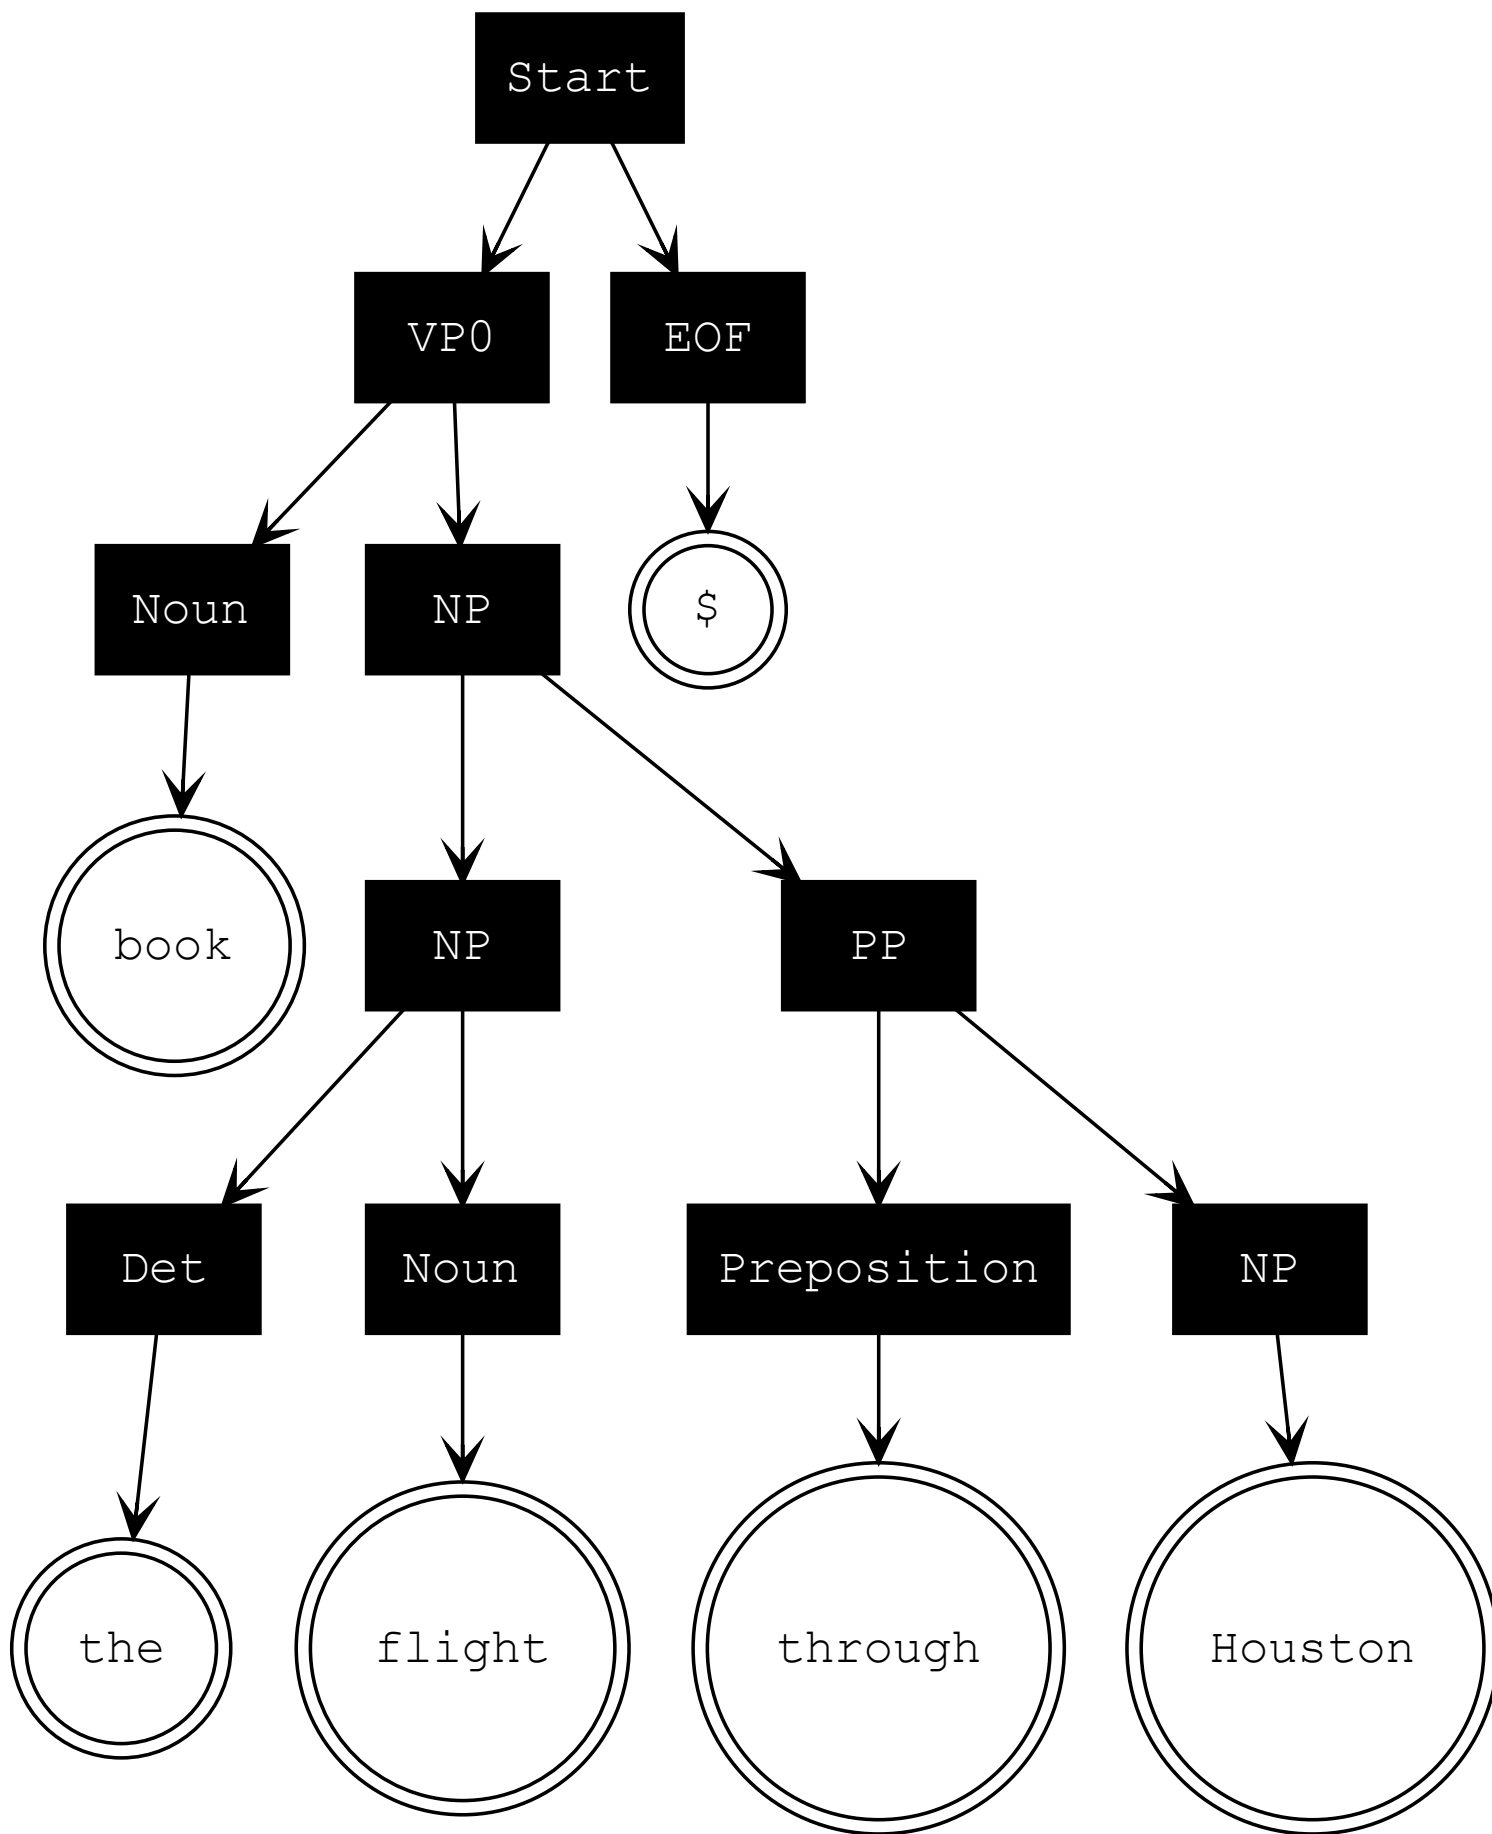 Start
VP0 EOF
Noun NP $
book NP PP
Det Noun Preposition NP
the flight through Houston